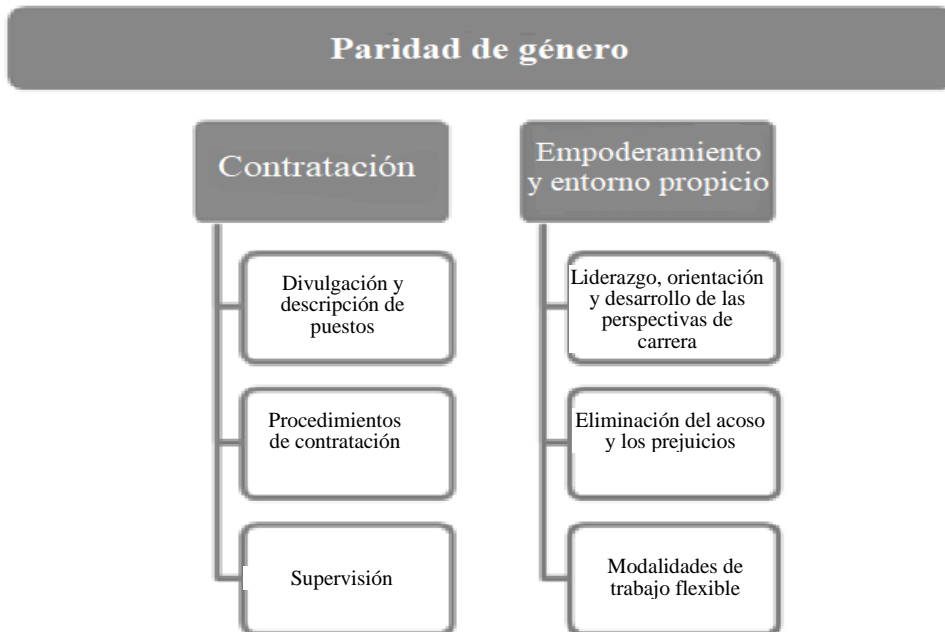 Paridad de género
Contratación
Divulgación y
descripción de
puestos
Procedimientos
de contratación
Supervisión
Empoderamiento
y entorno propicio
Liderazgo, orientación
y desarrollo de las
perspectivas de
carrera
Eliminación del acoso
y los prejuicios
Modalidades de
trabajo flexible